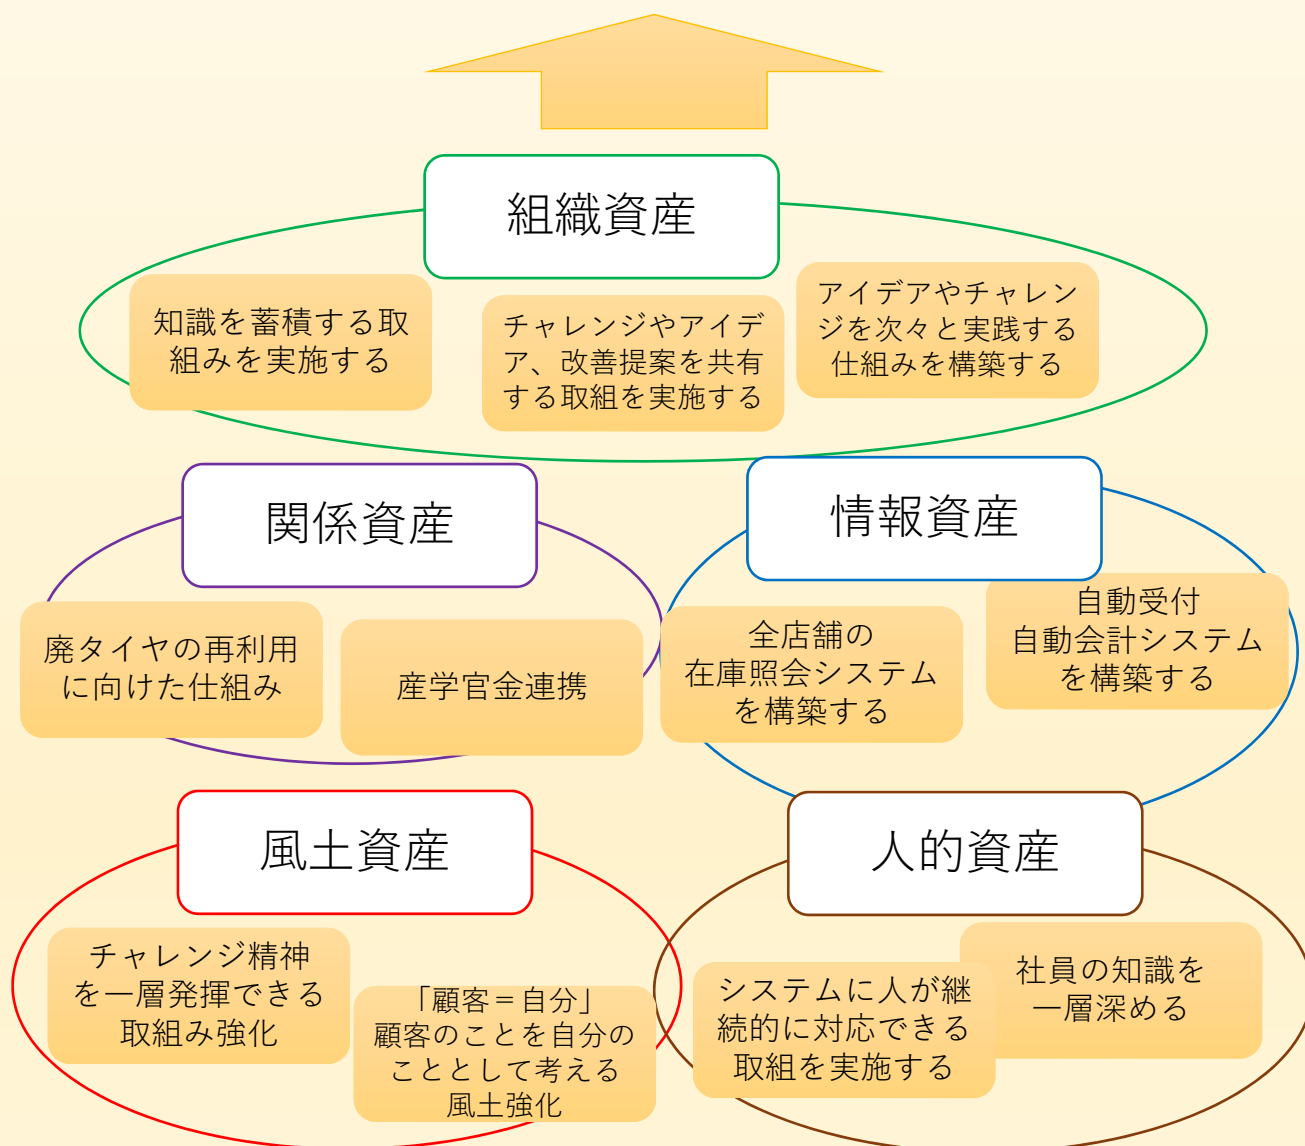 組織資産
知識を蓄積する取
組みを実施する
チャレンジやアイデ
ア、改善提案を共有
する取組を実施する
アイデアやチャレン
ジを次々と実践する
仕組みを構築する
関係資産
廃タイヤの再利用
に向けた仕組み
産学官金連携
情報資産
全店舗の
在庫照会システム
を構築する
自動受付
自動会計システム
を構築する
風土資産
チャレンジ精神
を一層発揮できる
取組み強化
「顧客＝自分」
顧客のことを自分の
こととして考える
風土強化
人的資産
システムに人が継
続的に対応できる
取組を実施する
社員の知識を
一層深める